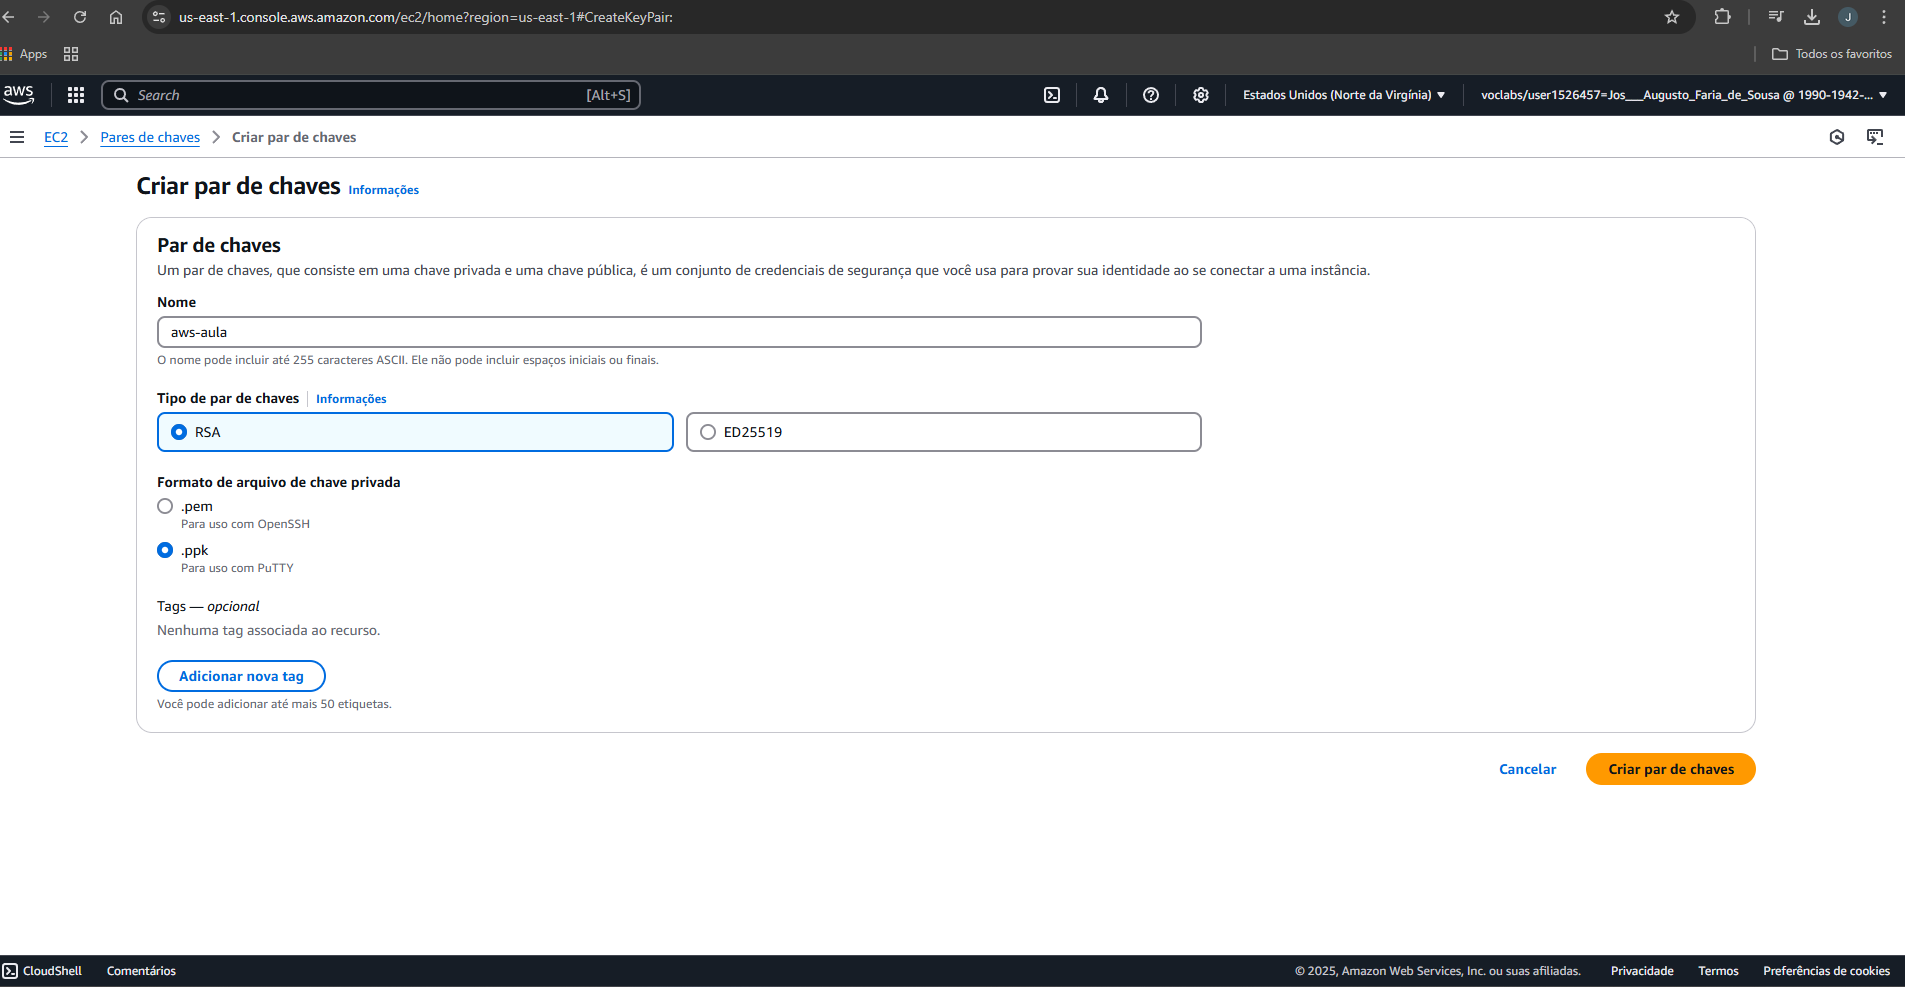 us-east-1.console.aws.amazon.com/ec2/home?region=us-east-1#CreateKeyPair:
J
Apps
Todos os favoritos
aws
Search
[Alt+S]
Estados Unidos (Norte da Virgínia)
voclabs/user1526457=Jos___Augusto_Faria_de_Sousa @ 1990-1942-...
EC2
Pares de chaves
Criar par de chaves
Criar par de chaves Informações
Par de chaves
Um par de chaves, que consiste em uma chave privada e uma chave pública, é um conjunto de credenciais de segurança que você usa para provar sua identidade ao se conectar a uma instância.
Nome
aws-aula
O nome pode incluir até 255 caracteres ASCII. Ele não pode incluir espaços iniciais ou finais.
Tipo de par de chaves Informações
RSA
ED25519
Formato de arquivo de chave privada
.pem
Para uso com OpenSSH
.ppk
Para uso com PuTTY
Tags — opcional
Nenhuma tag associada ao recurso.
Adicionar nova tag
Você pode adicionar até mais 50 etiquetas.
Cancelar
Criar par de chaves
CloudShell
Comentários
© 2025, Amazon Web Services, Inc. ou suas afiliadas.
Privacidade
Termos
Preferências de cookies